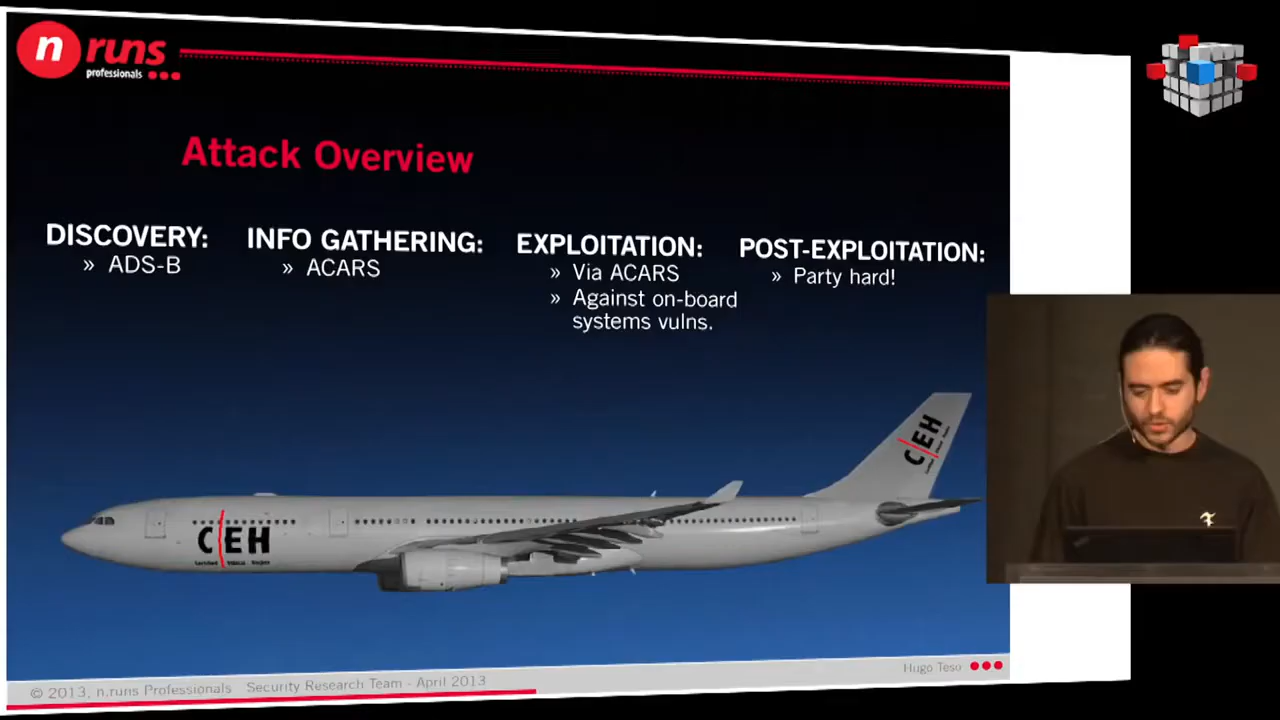 n runs
professionals
Attack Overview
DISCOVERY:
» ADS-B
INFO GATHERING:
» ACARS
EXPLOITATION:
» Via ACARS
» Against on-board
systems vulns.
POST-EXPLOITATION:
» Party hard!
CEH
CEH
© 2013, n.runs Professionals Security Research Team - April 2013
Hugo Teso